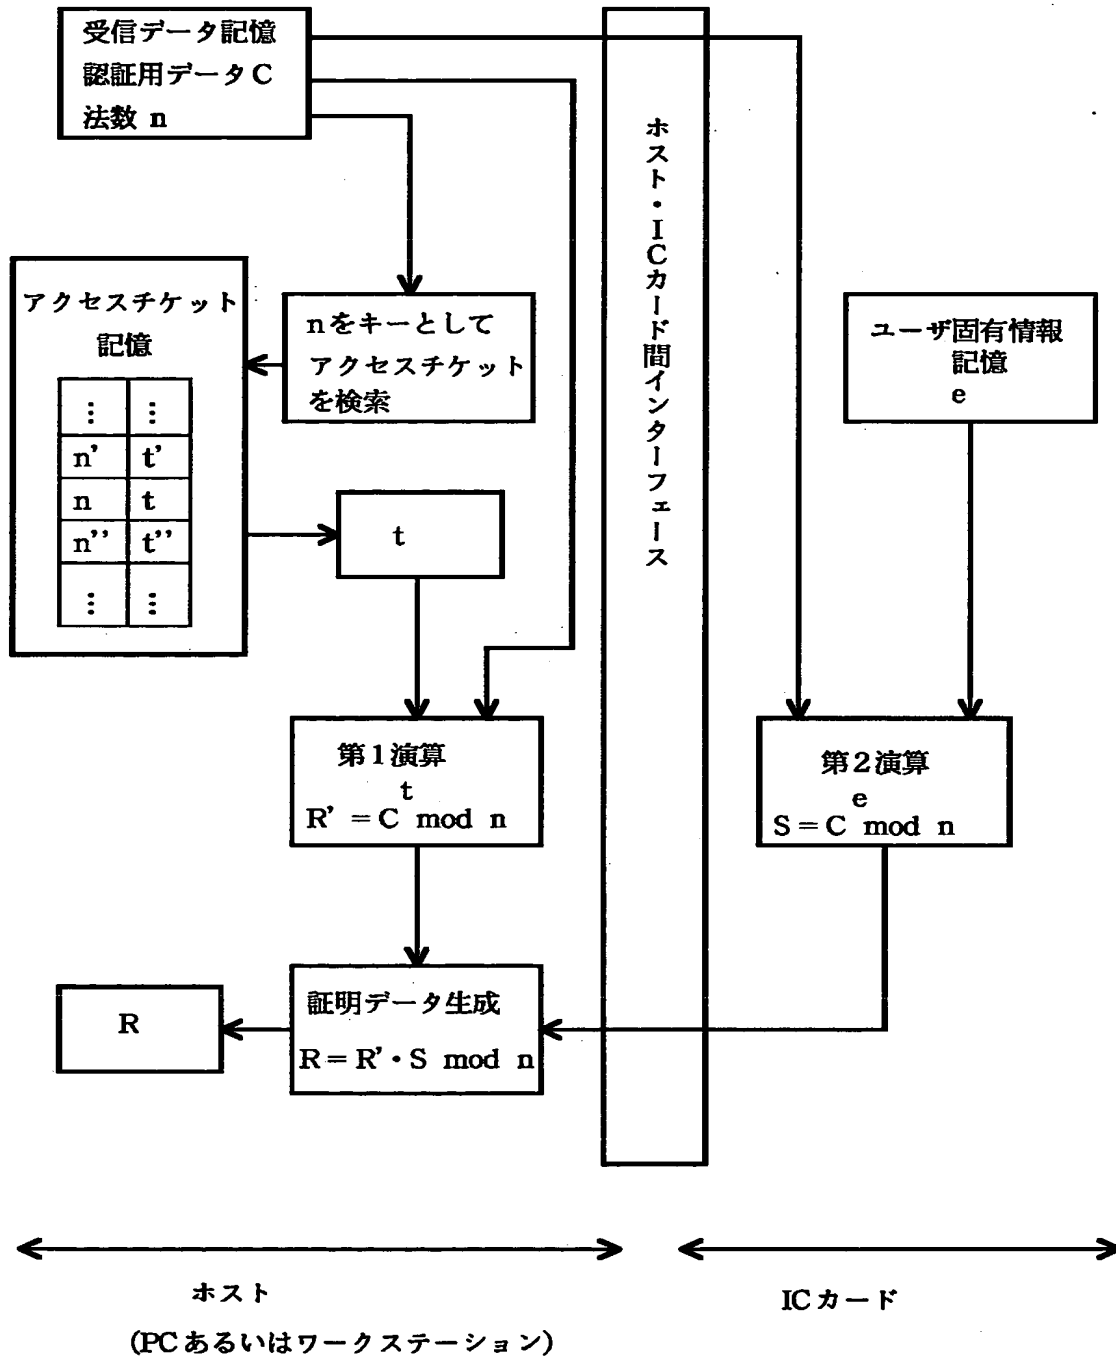 受信データ記憶
認証用データC
法数 n
ホスト・ICカード間インターフェース
アクセスチケット
記憶
nをキーとして
アクセスチケット
を検索
ユーザ固有情報
記憶
e
⋮ ⋮
n' t'
n t
n'' t''
⋮ ⋮
t
第1演算
t
R' = C mod n
第2演算
e
S = C mod n
証明データ生成
R = R'・S mod n
R
ホスト
(PCあるいはワークステーション)
ICカード